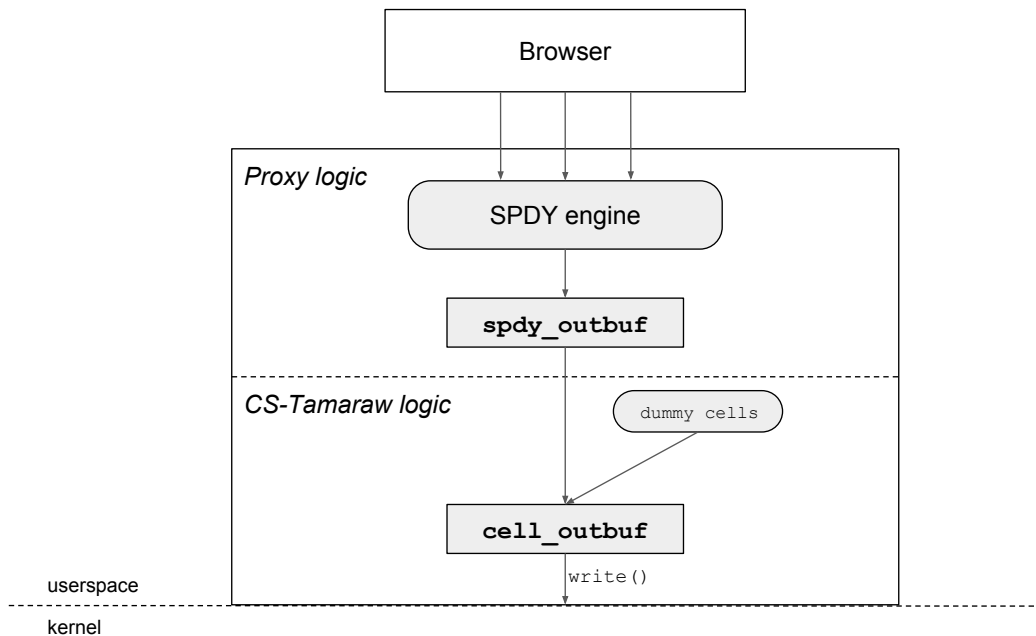 Browser
Proxy logic
SPDY engine
spdy_outbuf
CS-Tamaraw logic
dummy cells
cell_outbuf
write()
userspace
kernel